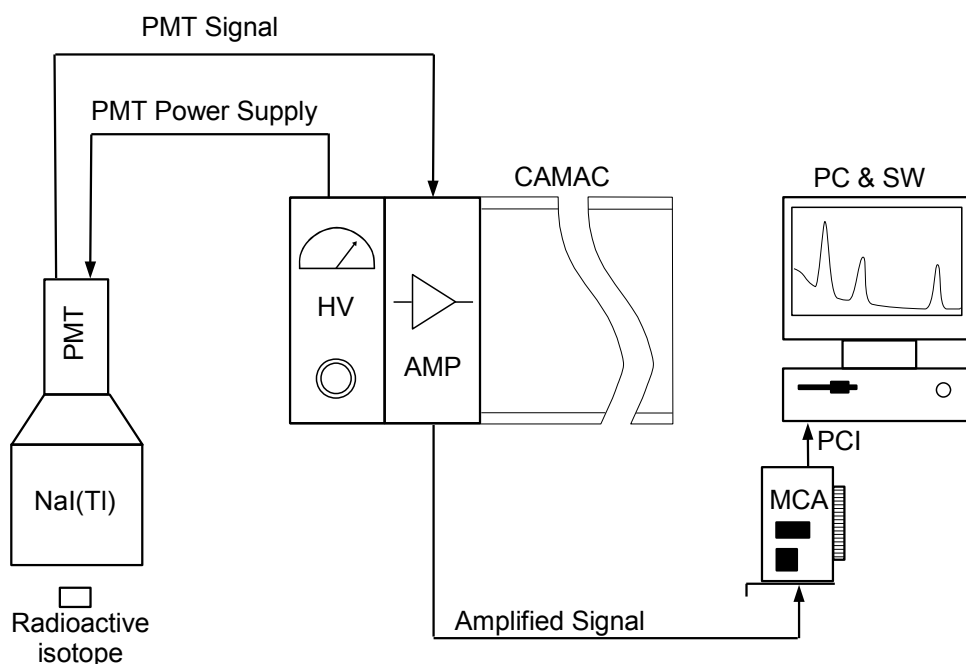 PMT Signal
PMT Power Supply
CAMAC
PC & SW
HV
AMP
PMT
NaI(Tl)
PCI
MCA
Amplified Signal
Radioactive
isotope